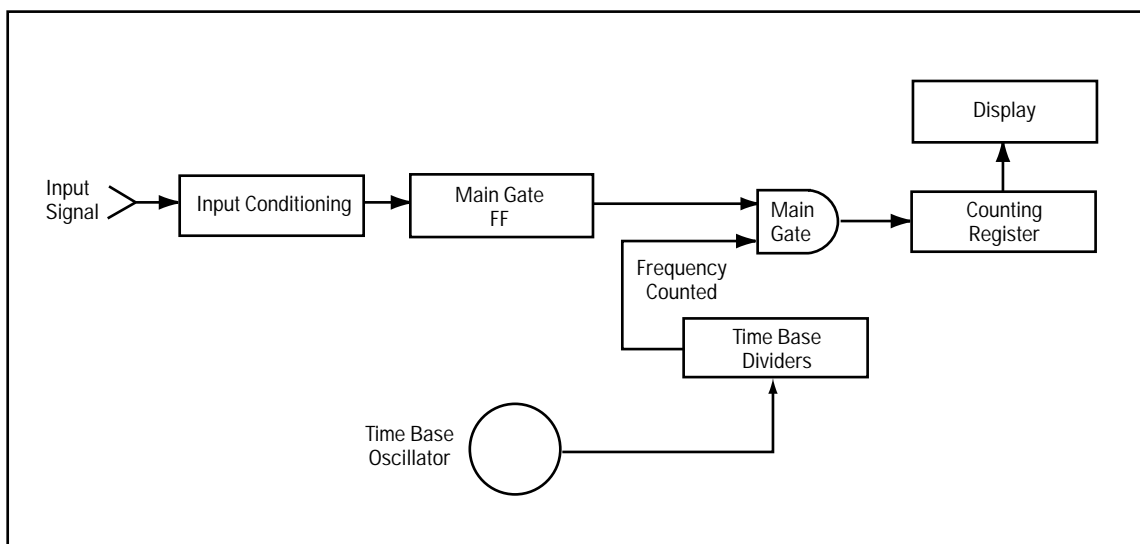 Display
Input
Signal
Input Conditioning
Main Gate
FF
Main
Gate
Counting
Register
Frequency
Counted
Time Base
Dividers
Time Base
Oscillator